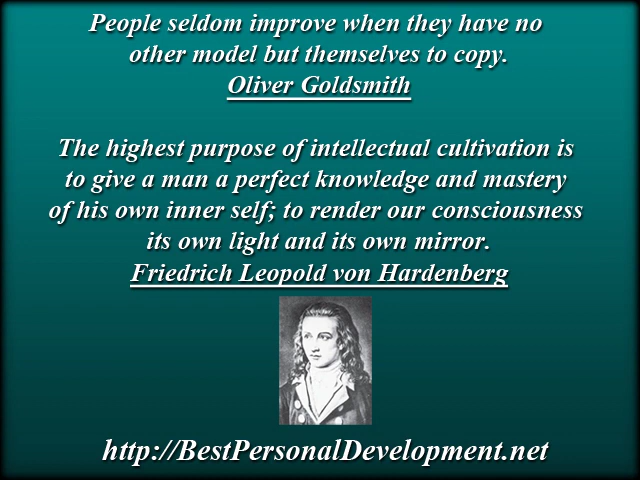 People seldom improve when they have no
other model but themselves to copy.
Oliver Goldsmith
The highest purpose of intellectual cultivation is
to give a man a perfect knowledge and mastery
of his own inner self; to render our consciousness
its own light and its own mirror.
Friedrich Leopold von Hardenberg
http://BestPersonalDevelopment.net